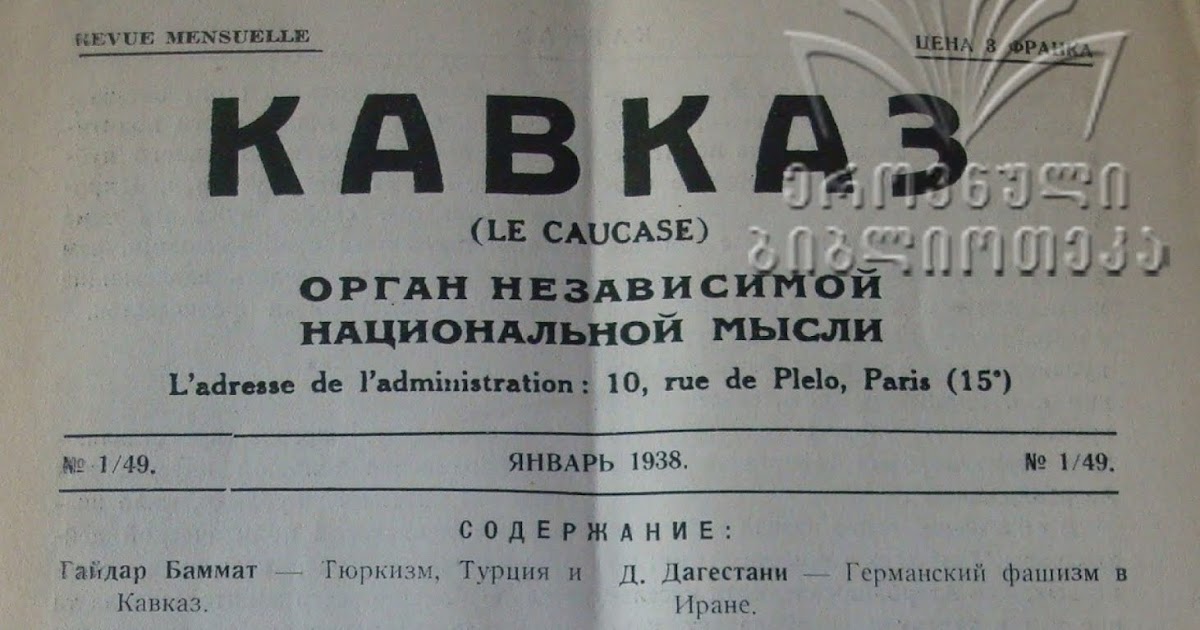 REVUE MENSUELLE
ЦЕНА 3 ФРАНКА
КАВКАЗ
(LE CAUCASE)
ОРГАН НЕЗАВИСИМОЙ
НАЦИОНАЛЬНОЙ МЫСЛИ
L'adresse de l'administration: 10, rue de Plelo, Paris (15°)
№ 1/49. ЯНВАРЬ 1938. № 1/49.
СОДЕРЖАНИЕ:
Гайдар Баммат — Тюркизм, Турция и
Кавказ.
Д. Дагестани — Германский фашизм в
Иране.
ეროვნული
ბიბლიოთეკა